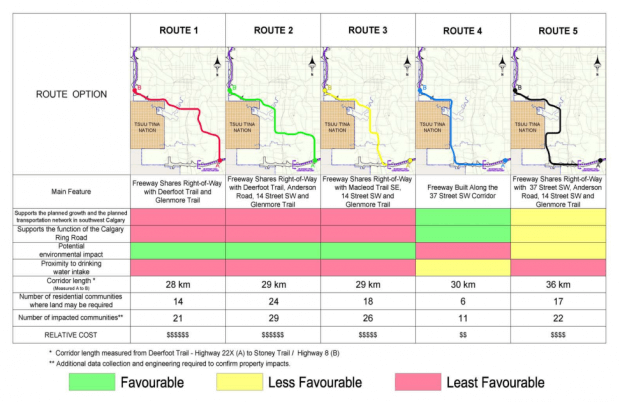 ROUTE OPTION
ROUTE 1
ROUTE 2
ROUTE 3
ROUTE 4
ROUTE 5
B
TSUU T'INA
NATION
A
B
TSUU T'INA
NATION
A
B
TSUU T'INA
NATION
A
B
TSUU T'INA
NATION
A
B
TSUU T'INA
NATION
A
Main Feature
Freeway Shares Right-of-Way
with Deerfoot Trail and
Glenmore Trail
Freeway Shares Right-of-Way
with Deerfoot Trail, Anderson
Road, 14 Street SW and
Glenmore Trail
Freeway Shares Right-of-Way
with Macleod Trail SE,
14 Street SW and
Glenmore Trail
Freeway Built Along the
37 Street SW Corridor
Freeway Shares Right-of-Way
with 37 Street SW, Anderson
Road, 14 Street SW and
Glenmore Trail
Supports the planned growth and the planned
transportation network in southwest Calgary
Supports the function of the Calgary
Ring Road
Potential
environmental impact
Proximity to drinking
water intake
Corridor length *
(Measured A to B)
28 km
29 km
29 km
30 km
36 km
Number of residential communities
where land may be required
14
24
18
6
17
Number of impacted communities**
21
29
26
11
22
RELATIVE COST
$$$$$$
$$$$$$
$$$$$
$$
$$$$
* Corridor length measured from Deerfoot Trail - Highway 22X (A) to Stoney Trail / Highway 8 (B)
** Additional data collection and engineering required to confirm property impacts.
Favourable
Less Favourable
Least Favourable